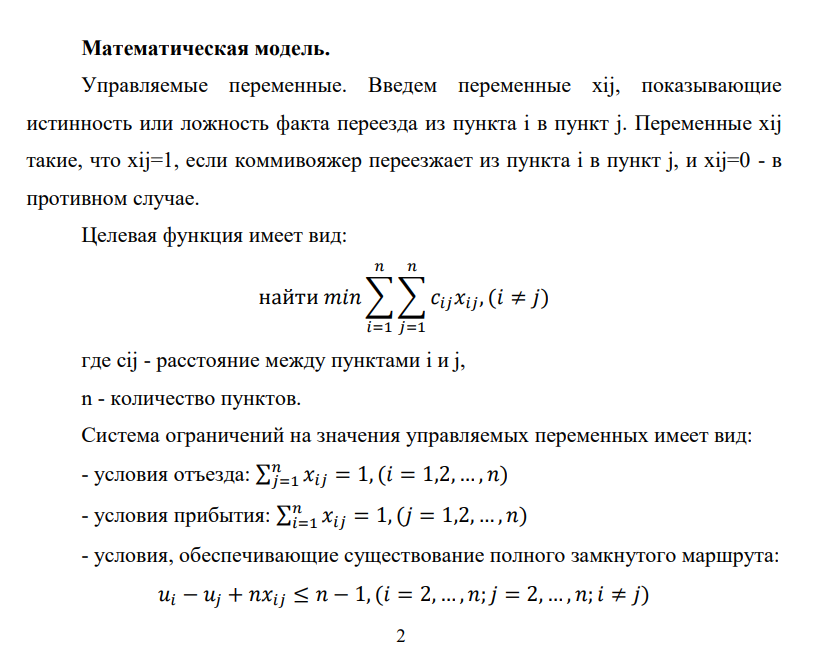 Математическая модель.
Управляемые переменные. Введем переменные xij, показывающие
истинность или ложность факта переезда из пункта i в пункт j. Переменные xij
такие, что xij=1, если коммивояжер переезжает из пункта i в пункт j, и xij=0 - в
противном случае.
Целевая функция имеет вид:
найти min ∑_{i=1}^{n} ∑_{j=1}^{n} c_{ij}x_{ij}, (i ≠ j)
где cij - расстояние между пунктами i и j,
n - количество пунктов.
Система ограничений на значения управляемых переменных имеет вид:
- условия отъезда: ∑_{j=1}^{n} x_{ij} = 1, (i = 1,2, … , n)
- условия прибытия: ∑_{i=1}^{n} x_{ij} = 1, (j = 1,2, … , n)
- условия, обеспечивающие существование полного замкнутого маршрута:
u_i − u_j + nx_{ij} ≤ n − 1, (i = 2, … , n; j = 2, … , n; i ≠ j)
2